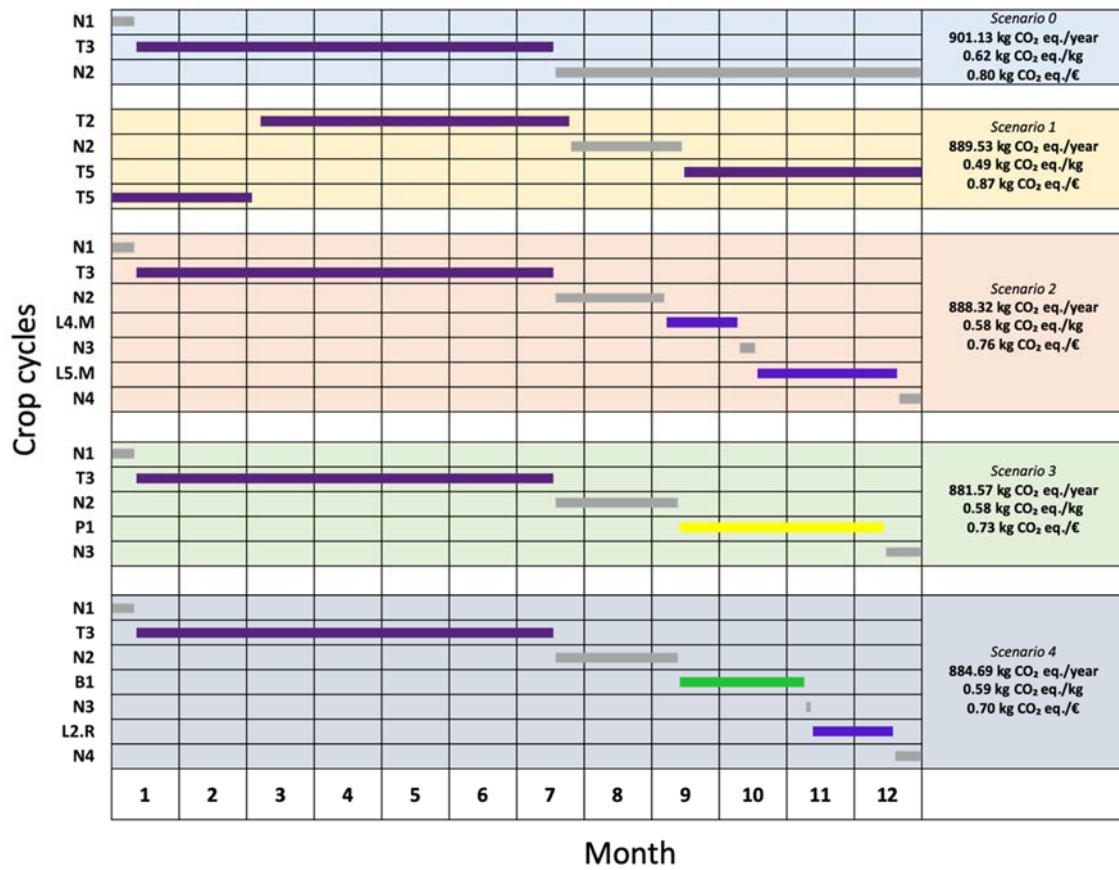 Crop cycles
N1
T3
N2
Scenario 0
901.13 kg CO₂ eq./year
0.62 kg CO₂ eq./kg
0.80 kg CO₂ eq./€
T2
N2
T5
T5
Scenario 1
889.53 kg CO₂ eq./year
0.49 kg CO₂ eq./kg
0.87 kg CO₂ eq./€
N1
T3
N2
L4.M
N3
L5.M
N4
Scenario 2
888.32 kg CO₂ eq./year
0.58 kg CO₂ eq./kg
0.76 kg CO₂ eq./€
N1
T3
N2
P1
N3
Scenario 3
881.57 kg CO₂ eq./year
0.58 kg CO₂ eq./kg
0.73 kg CO₂ eq./€
N1
T3
N2
B1
N3
L2.R
N4
Scenario 4
884.69 kg CO₂ eq./year
0.59 kg CO₂ eq./kg
0.70 kg CO₂ eq./€
1 2 3 4 5 6 7 8 9 10 11 12
Month